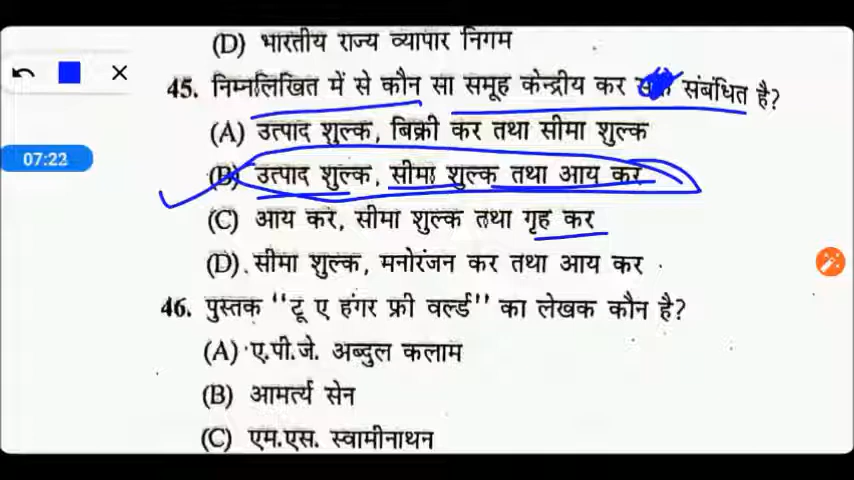 (D) भारतीय राज्य व्यापार निगम
45. निम्नलिखित में से कौन सा समूह केन्द्रीय कर संबंधित है?
(A) उत्पाद शुल्क, बिक्री कर तथा सीमा शुल्क
07:22
(B) उत्पाद शुल्क, सीमा शुल्क तथा आय कर
(C) आय कर, सीमा शुल्क तथा गृह कर
(D) सीमा शुल्क, मनोरंजन कर तथा आय कर
46. पुस्तक "टू ए हंगर फ्री वर्ल्ड" का लेखक कौन है?
(A) ए.पी.जे. अब्दुल कलाम
(B) आमर्त्य सेन
(C) एम.एस. स्वामीनाथन